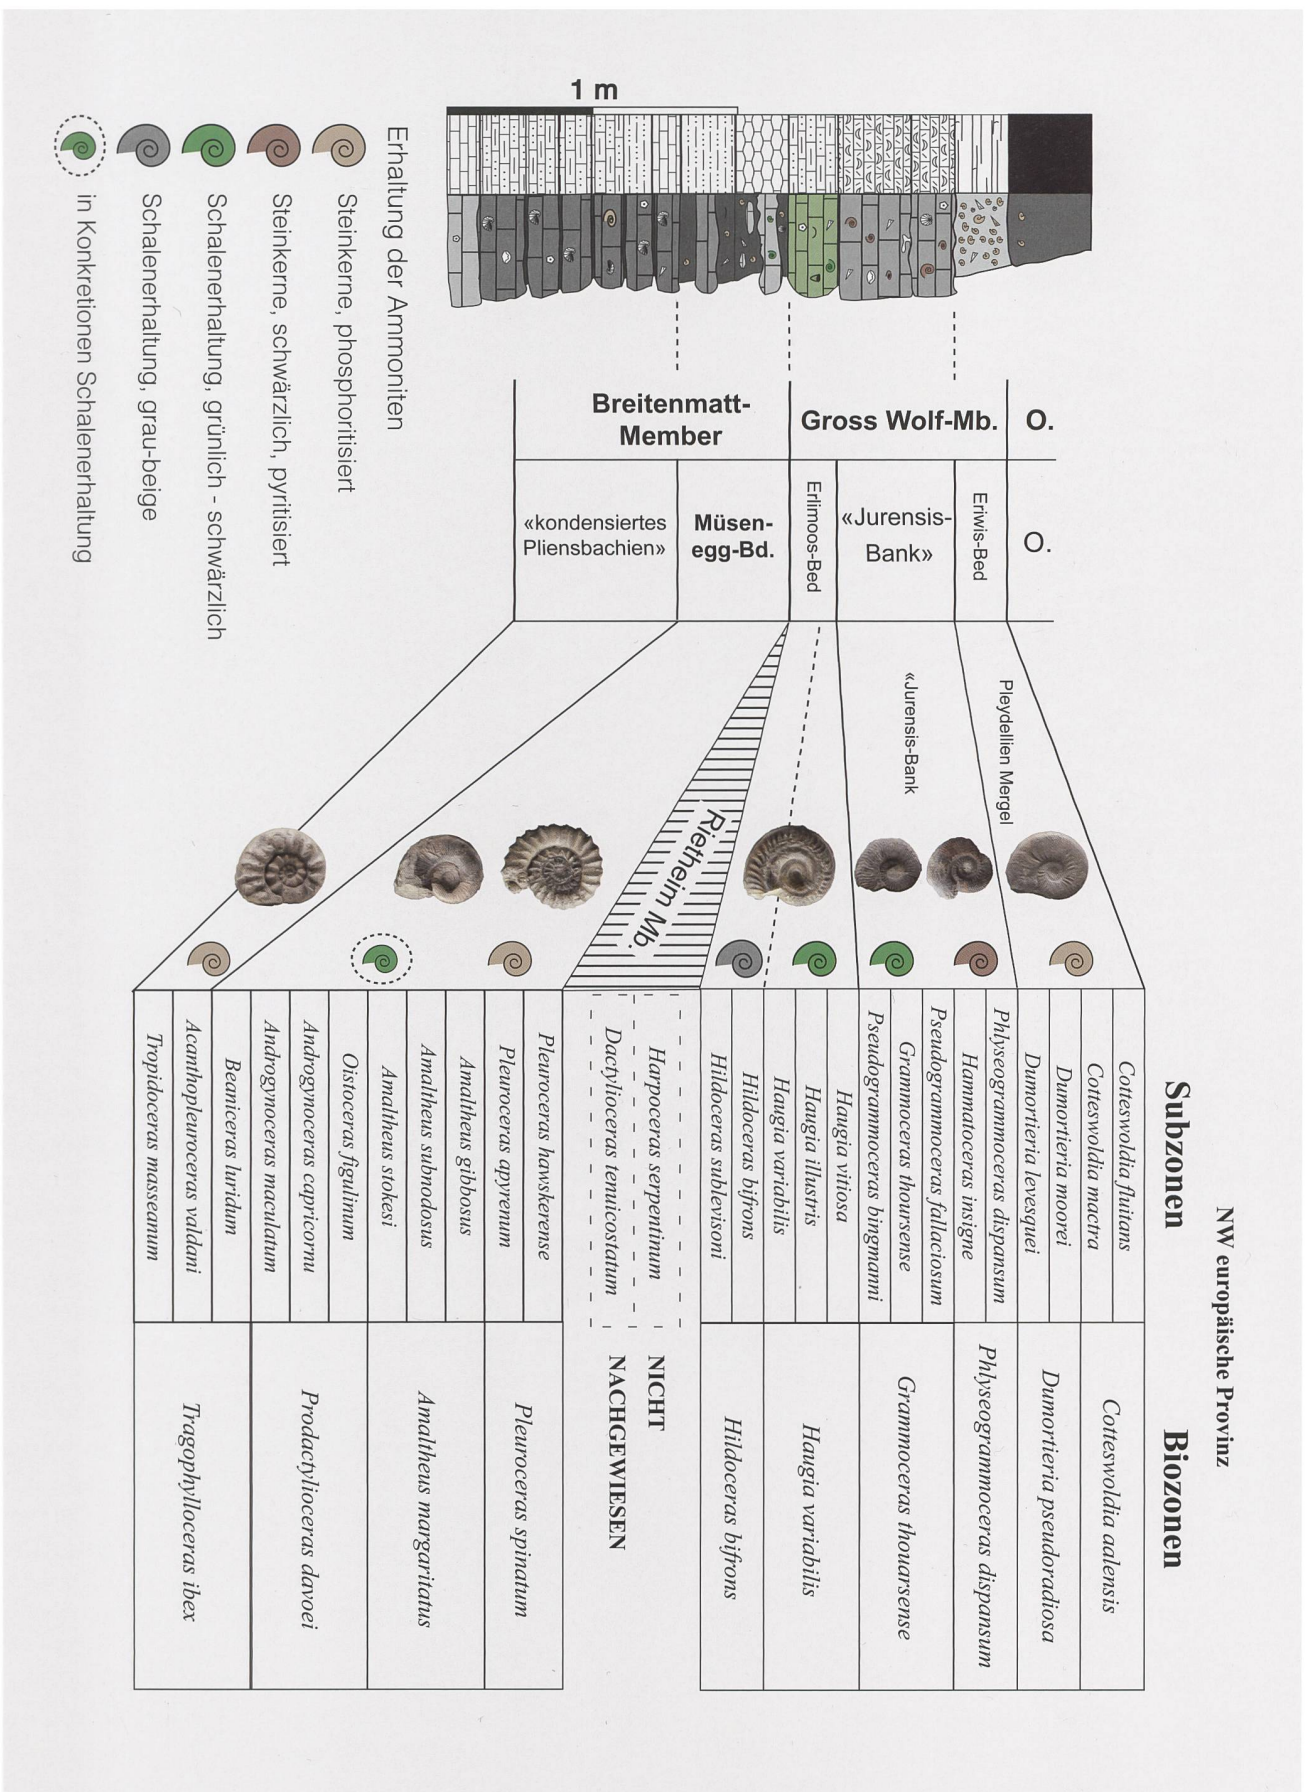 NW europäische Provinz
Subzonen
Biozonen
Cotteswoldia fluitans
Cotteswoldia mactra
Dumortieria moorei
Dumortieria levesquei
Phlyseogrammoceras dispansum
Hammatoceras insigne
Pseudogrammoceras fallaciosum
Grammoceras thoursense
Pseudogrammoceras bingmanni
Haugia vitiosa
Haugia illustris
Haugia variabilis
Hildoceras bifrons
Hildoceras sublevisoni
Harpoceras serpentinum
Dactylioceras tenuicostatum
Pleuroceras hawskerense
Pleuroceras apyrenum
Amaltheus gibbosus
Amaltheus subnodosus
Amaltheus stokesi
Oistoceras figulinum
Androgynoceras capricornu
Androgynoceras maculatum
Beaniceras luridum
Acanthopleuroceras valdani
Tropidoceras masseanum
Cotteswoldia aalensis
Dumortieria pseudoradiosa
Phlyseogrammoceras dispansum
Grammoceras thouarsense
Haugia variabilis
Hildoceras bifrons
NICHT
NACHGEWIESEN
Pleuroceras spinatum
Amaltheus margaritatus
Prodactylioceras davoei
Tragophylloceras ibex
Pleydellien Mergel
«Jurensis-Bank
Rietheim Mb.
1 m
O.
Gross Wolf-Mb.
Breitenmatt-
Member
O.
Eriwis-Bed
«Jurensis-
Bank»
Erlimoos-Bed
Müsen-
egg-Bd.
«kondensiertes
Pliensbachien»
Erhaltung der Ammoniten
Steinkerne, phosphoritisiert
Steinkerne, schwärzlich, pyritisiert
Schalenerhaltung, grünlich - schwärzlich
Schalenerhaltung, grau-beige
in Konkretionen Schalenerhaltung